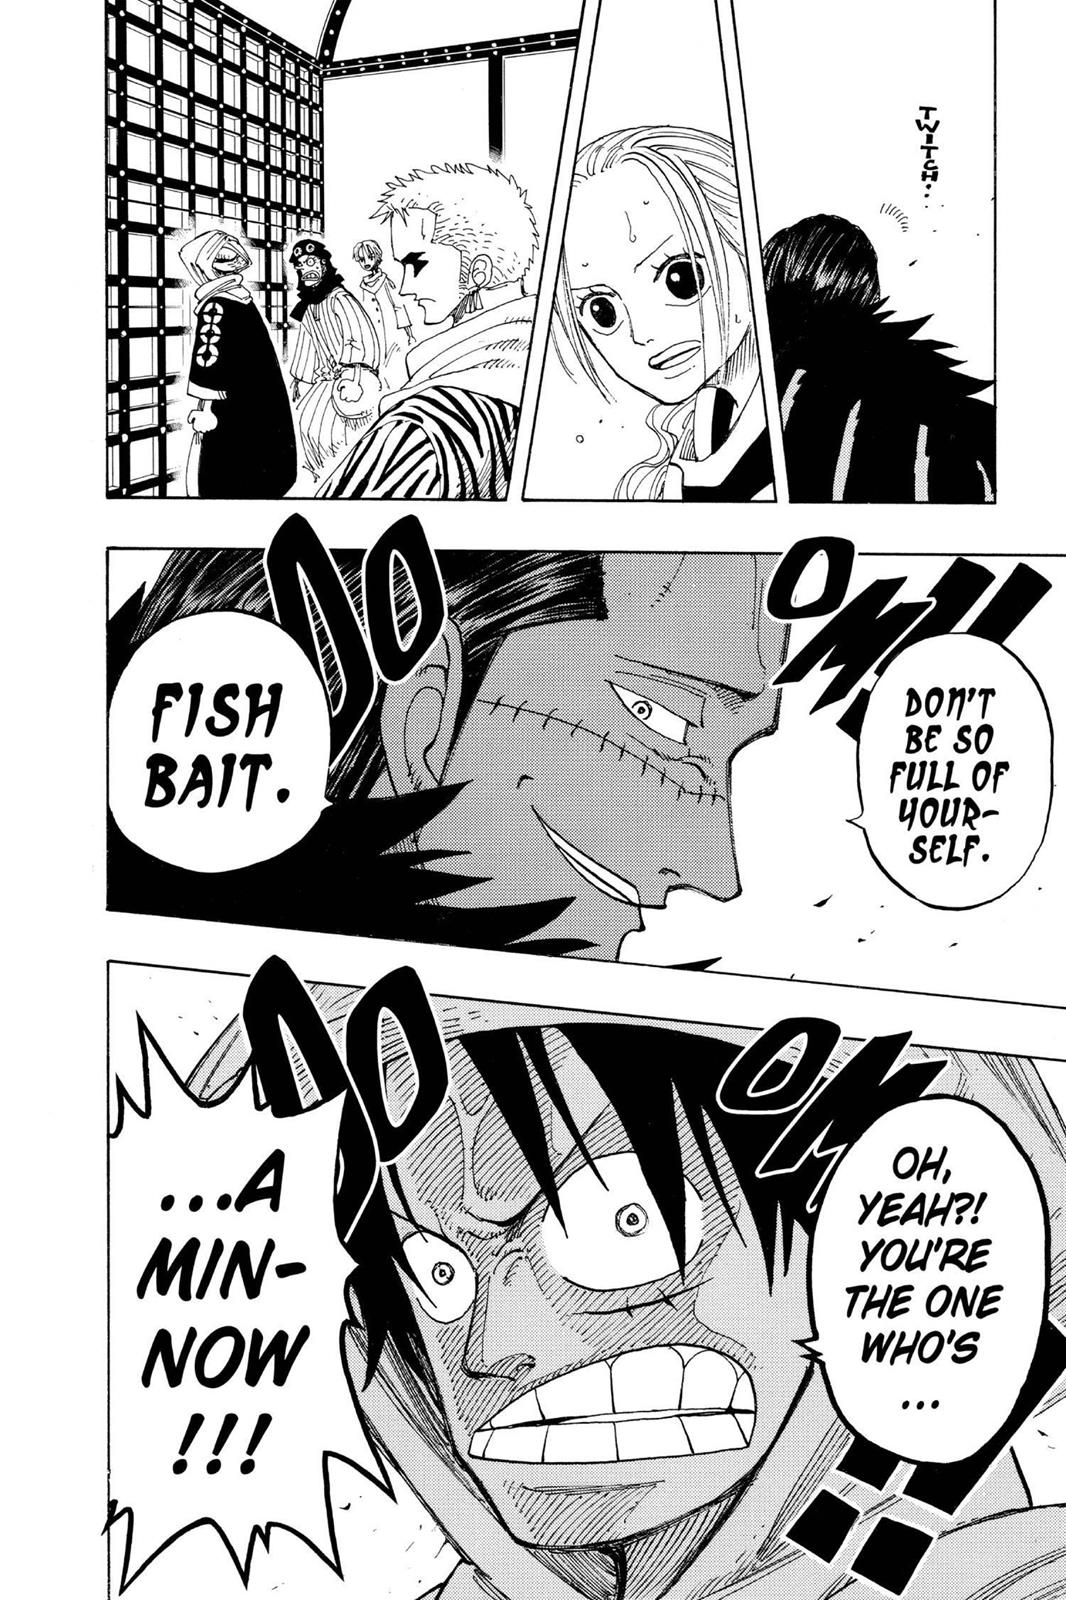 TWITCH!
DOOM!!
DON'T
BE SO
FULL OF
YOUR-
SELF.
FISH
BAIT.
DOOM!!
OH,
YEAH?!
YOU'RE
THE ONE
WHO'S
...
...A
MIN-
NOW
!!!